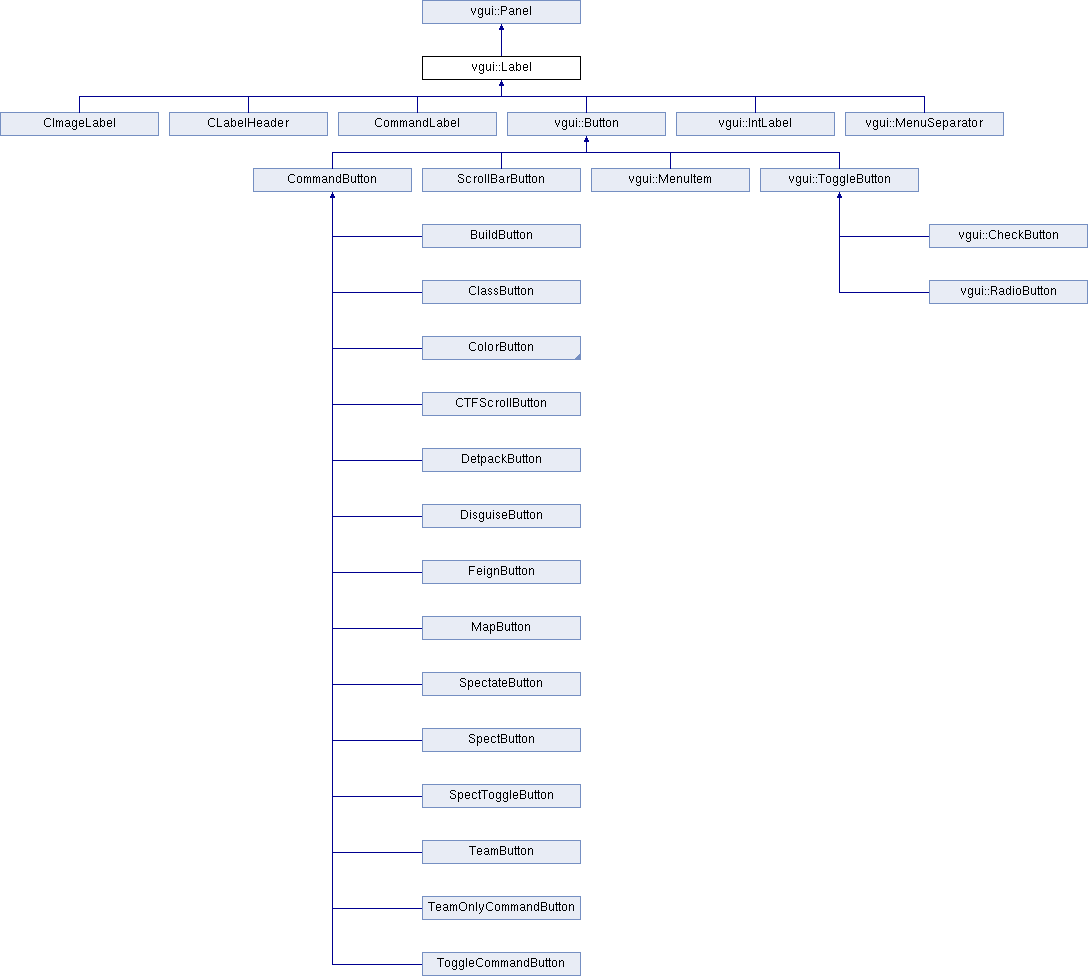 vgui::Panel
vgui::Label
CImageLabel
CLabelHeader
CommandLabel
vgui::Button
vgui::IntLabel
vgui::MenuSeparator
CommandButton
ScrollBarButton
vgui::MenuItem
vgui::ToggleButton
BuildButton
vgui::CheckButton
ClassButton
vgui::RadioButton
ColorButton
CTFScrollButton
DetpackButton
DisguiseButton
FeignButton
MapButton
SpectateButton
SpectButton
SpectToggleButton
TeamButton
TeamOnlyCommandButton
ToggleCommandButton